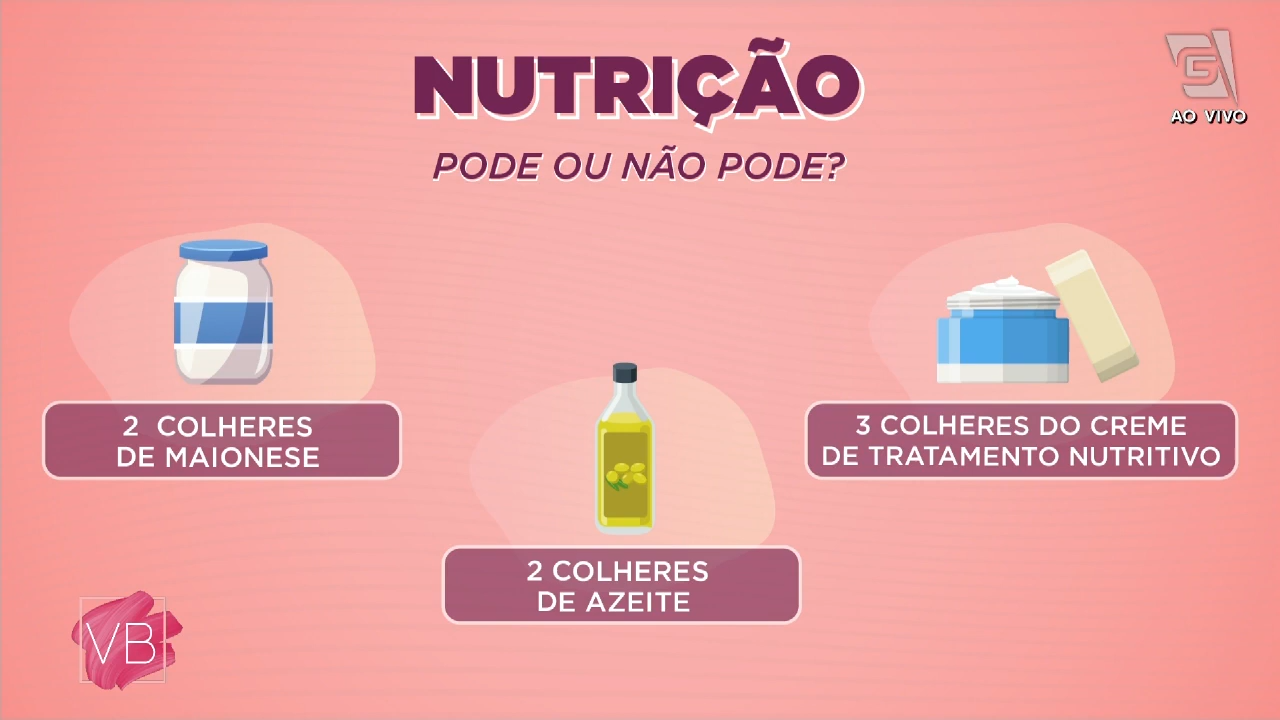 NUTRIÇÃO
PODE OU NÃO PODE?
G
AO VIVO
2 COLHERES
DE MAIONESE
3 COLHERES DO CREME
DE TRATAMENTO NUTRITIVO
2 COLHERES
DE AZEITE
VB